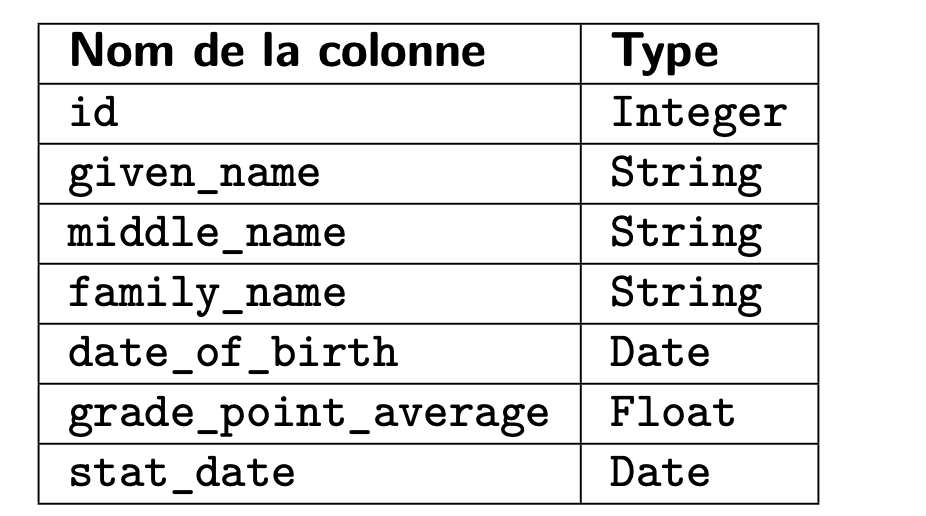 Nom de la colonne Type
id Integer
given_name String
middle_name String
family_name String
date_of_birth Date
grade_point_average Float
stat_date Date